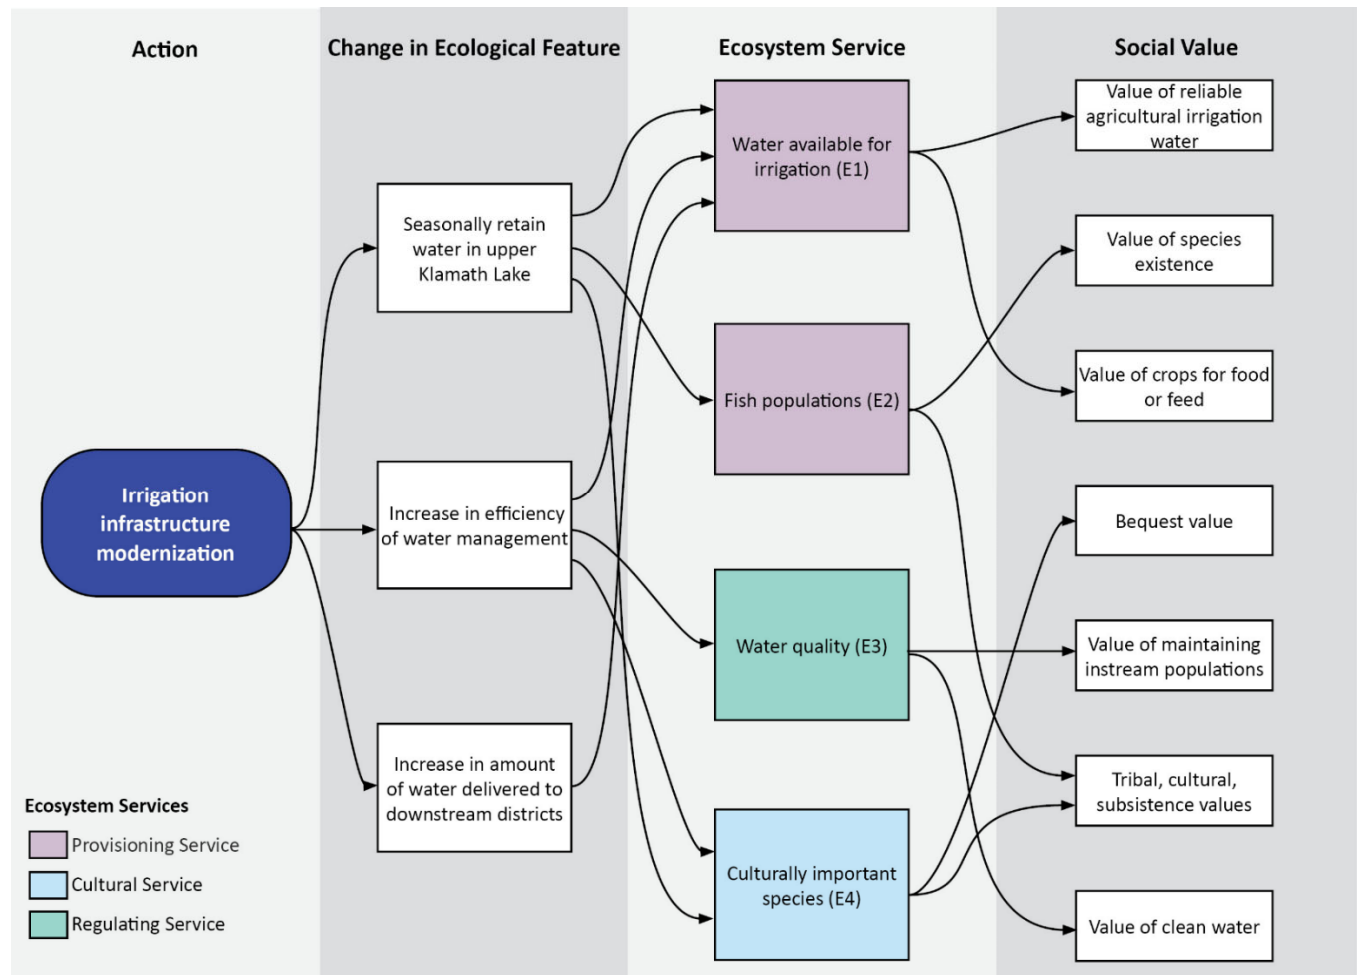 Action
Change in Ecological Feature
Ecosystem Service
Social Value
Irrigation
infrastructure
modernization
Seasonally retain
water in upper
Klamath Lake
Increase in efficiency
of water management
Increase in amount
of water delivered to
downstream districts
Water available for
irrigation (E1)
Fish populations (E2)
Water quality (E3)
Culturally important
species (E4)
Value of reliable
agricultural irrigation
water
Value of species
existence
Value of crops for food
or feed
Bequest value
Value of maintaining
instream populations
Tribal, cultural,
subsistence values
Value of clean water
Ecosystem Services
Provisioning Service
Cultural Service
Regulating Service